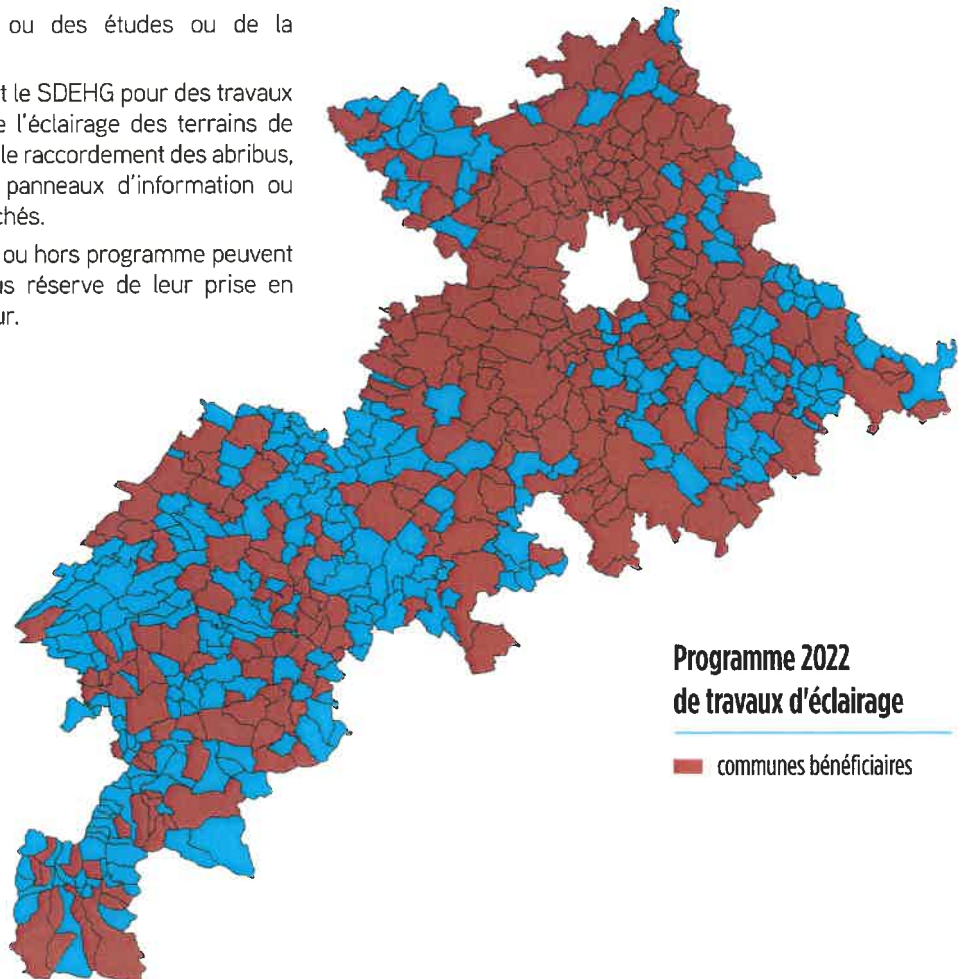 ou des études ou de la
t le SDEHG pour des travaux
e l'éclairage des terrains de
le raccordement des abribus,
panneaux d'information ou
chés.
ou hors programme peuvent
us réserve de leur prise en
ur.
Programme 2022
de travaux d'éclairage
communes bénéficiaires